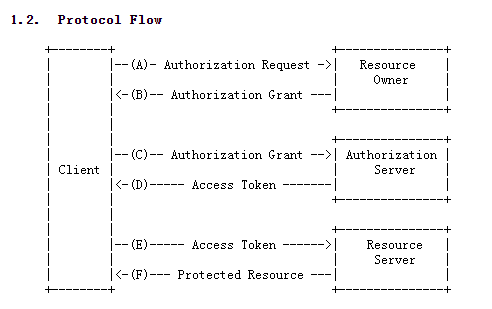 1.2. Protocol Flow
+--------+                               +---------------+
|        |--(A)- Authorization Request ->|   Resource    |
|        |                               |     Owner     |
|        |<-(B)-- Authorization Grant ---|               |
|        |                               +---------------+
|        |
|        |                               +---------------+
|        |--(C)-- Authorization Grant -->| Authorization |
| Client |                               |     Server    |
|        |<-(D)----- Access Token -------|               |
|        |                               +---------------+
|        |
|        |                               +---------------+
|        |--(E)----- Access Token ------>|    Resource   |
|        |                               |     Server    |
|        |<-(F)--- Protected Resource ---|               |
+--------+                               +---------------+